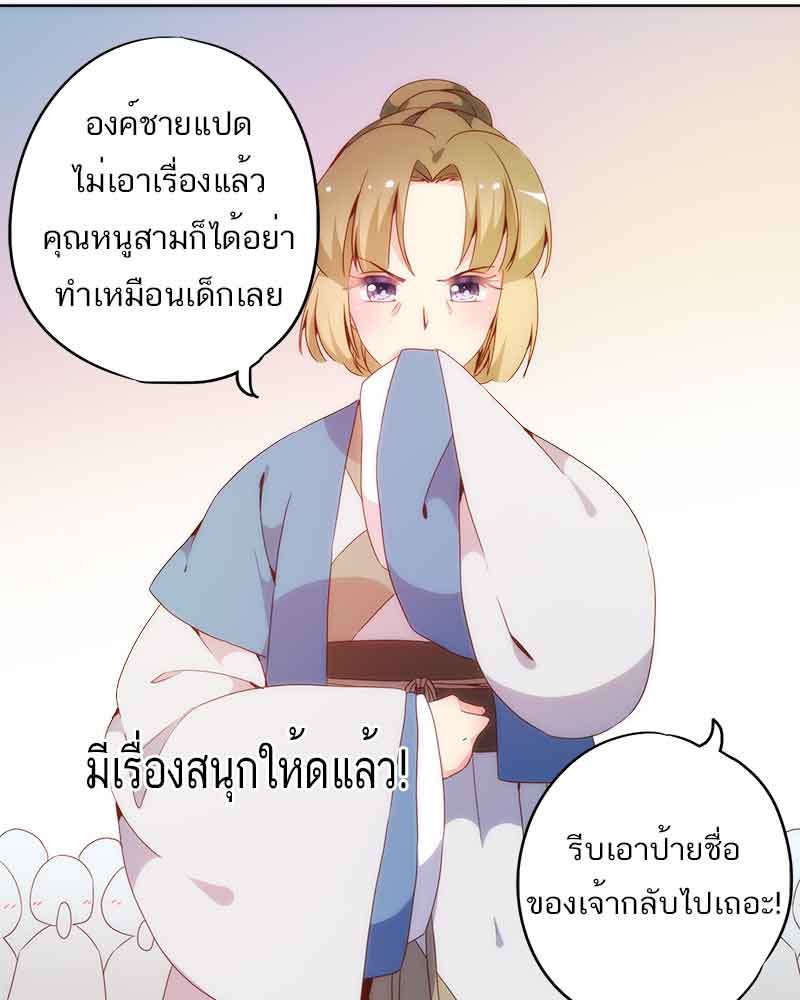 องค์ชายแปด
ไม่เอาเรื่องแล้ว
คุณหนูสามก็ได้อย่า
ทำเหมือนเด็กเลย
มีเรื่องสนุกให้ดแล้ว!
รีบเอาป้ายชื่อ
ของเจ้ากลับไปเถอะ!